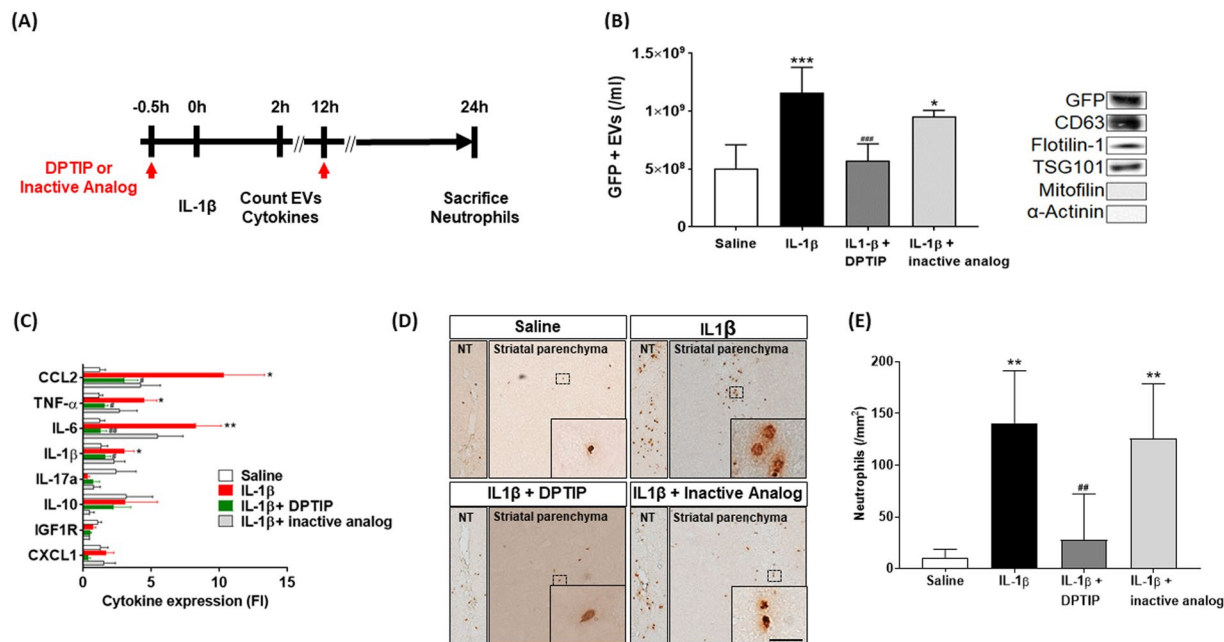 (A)
-0.5h 0h 2h 12h 24h
DPTIP or
Inactive Analog
IL-1β
Count EVs
Cytokines
Sacrifice
Neutrophils
(B)
GFP + EVs (/ml)
1.5×10⁹
1×10⁹
5×10⁸
0
***
###
*
Saline
IL-1β
IL1-β +
DPTIP
IL-1β +
inactive analog
GFP
CD63
Flotilin-1
TSG101
Mitofilin
α-Actinin
(C)
CCL2
TNF-α
IL-6
IL-1β
IL-17a
IL-10
IGF1R
CXCL1
*
#
*
#
**
##
*
#
Saline
IL-1β
IL-1β+ DPTIP
IL-1β+ inactive analog
0 5 10 15
Cytokine expression (FI)
(D)
Saline
NT Striatal parenchyma
IL1β
NT Striatal parenchyma
IL1β + DPTIP
NT Striatal parenchyma
IL1β + Inactive Analog
NT Striatal parenchyma
(E)
Neutrophils (/mm²)
200
150
100
50
0
**
##
**
Saline
IL-1β
IL-1β +
DPTIP
IL-1β +
inactive analog